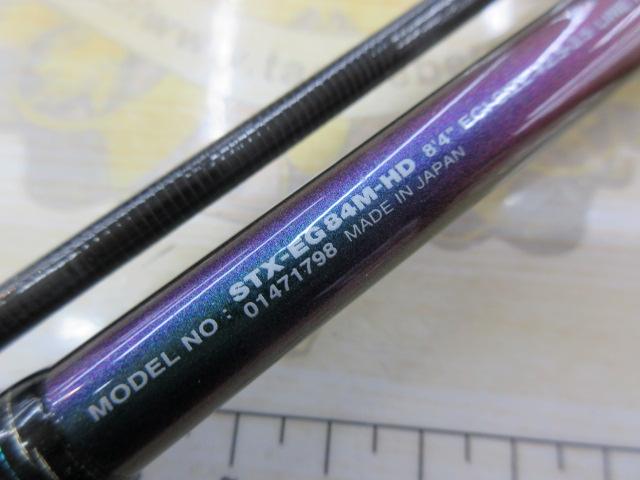 MODEL NO : STX-EG84M-HD 8'4"
01471798 MADE IN JAPAN